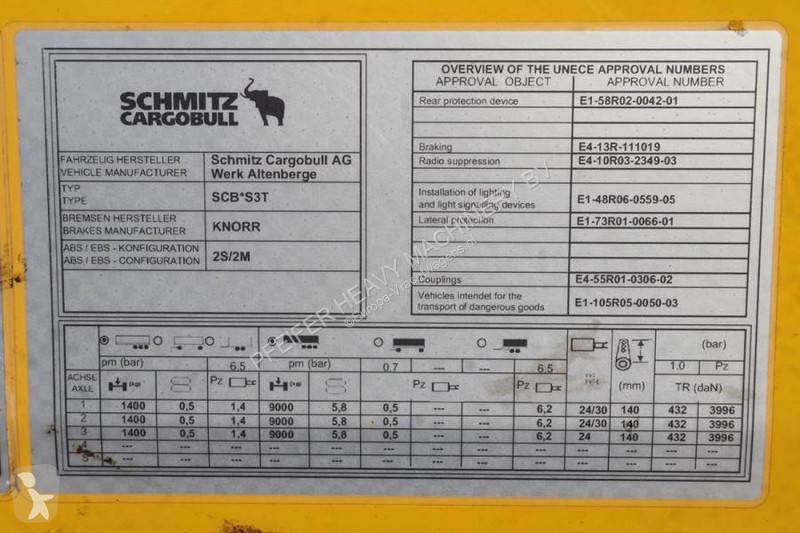 SCHMITZ
CARGOBULL
FAHRZEUG HERSTELLER
VEHICLE MANUFACTURER
Schmitz Cargobull AG
Werk Altenberge
TYP
TYPE
SCB*S3T
BREMSEN HERSTELLER
BRAKES MANUFACTURER
KNORR
ABS / EBS - KONFIGURATION
ABS / EBS - CONFIGURATION
2S/2M
OVERVIEW OF THE UNECE APPROVAL NUMBERS
APPROVAL OBJECT APPROVAL NUMBER
Rear protection device E1-58R02-0042-01
Braking E4-13R-111019
Radio suppression E4-10R03-2349-03
Installation of lighting
and light signalling devices E1-48R06-0559-05
Lateral protection E1-73R01-0066-01
Couplings E4-55R01-0306-02
Vehicles intendet for the
transport of dangerous goods E1-105R05-0050-03
(bar)
pm (bar) 6,5 pm (bar) 0.7 --- --- 6.5 1.0 Pz
ACHSE
AXLE
Pz Pz Pz (mm) TR (daN)
1 1400 0,5 1,4 9000 5,8 0,5 --- --- 6,2 24/30 140 432 3996
2 1400 0,5 1,4 9000 5,8 0,5 --- --- 6,2 24/30 140 432 3996
3 1400 0,5 1,4 9000 5,8 0,5 --- --- 6,2 24 140 432 3996
4 --- --- --- --- --- --- --- --- --- --- --- --- ---
5 --- --- --- --- --- --- --- --- --- --- --- --- ---
PFEIFER HEAVY MACHINERY BV